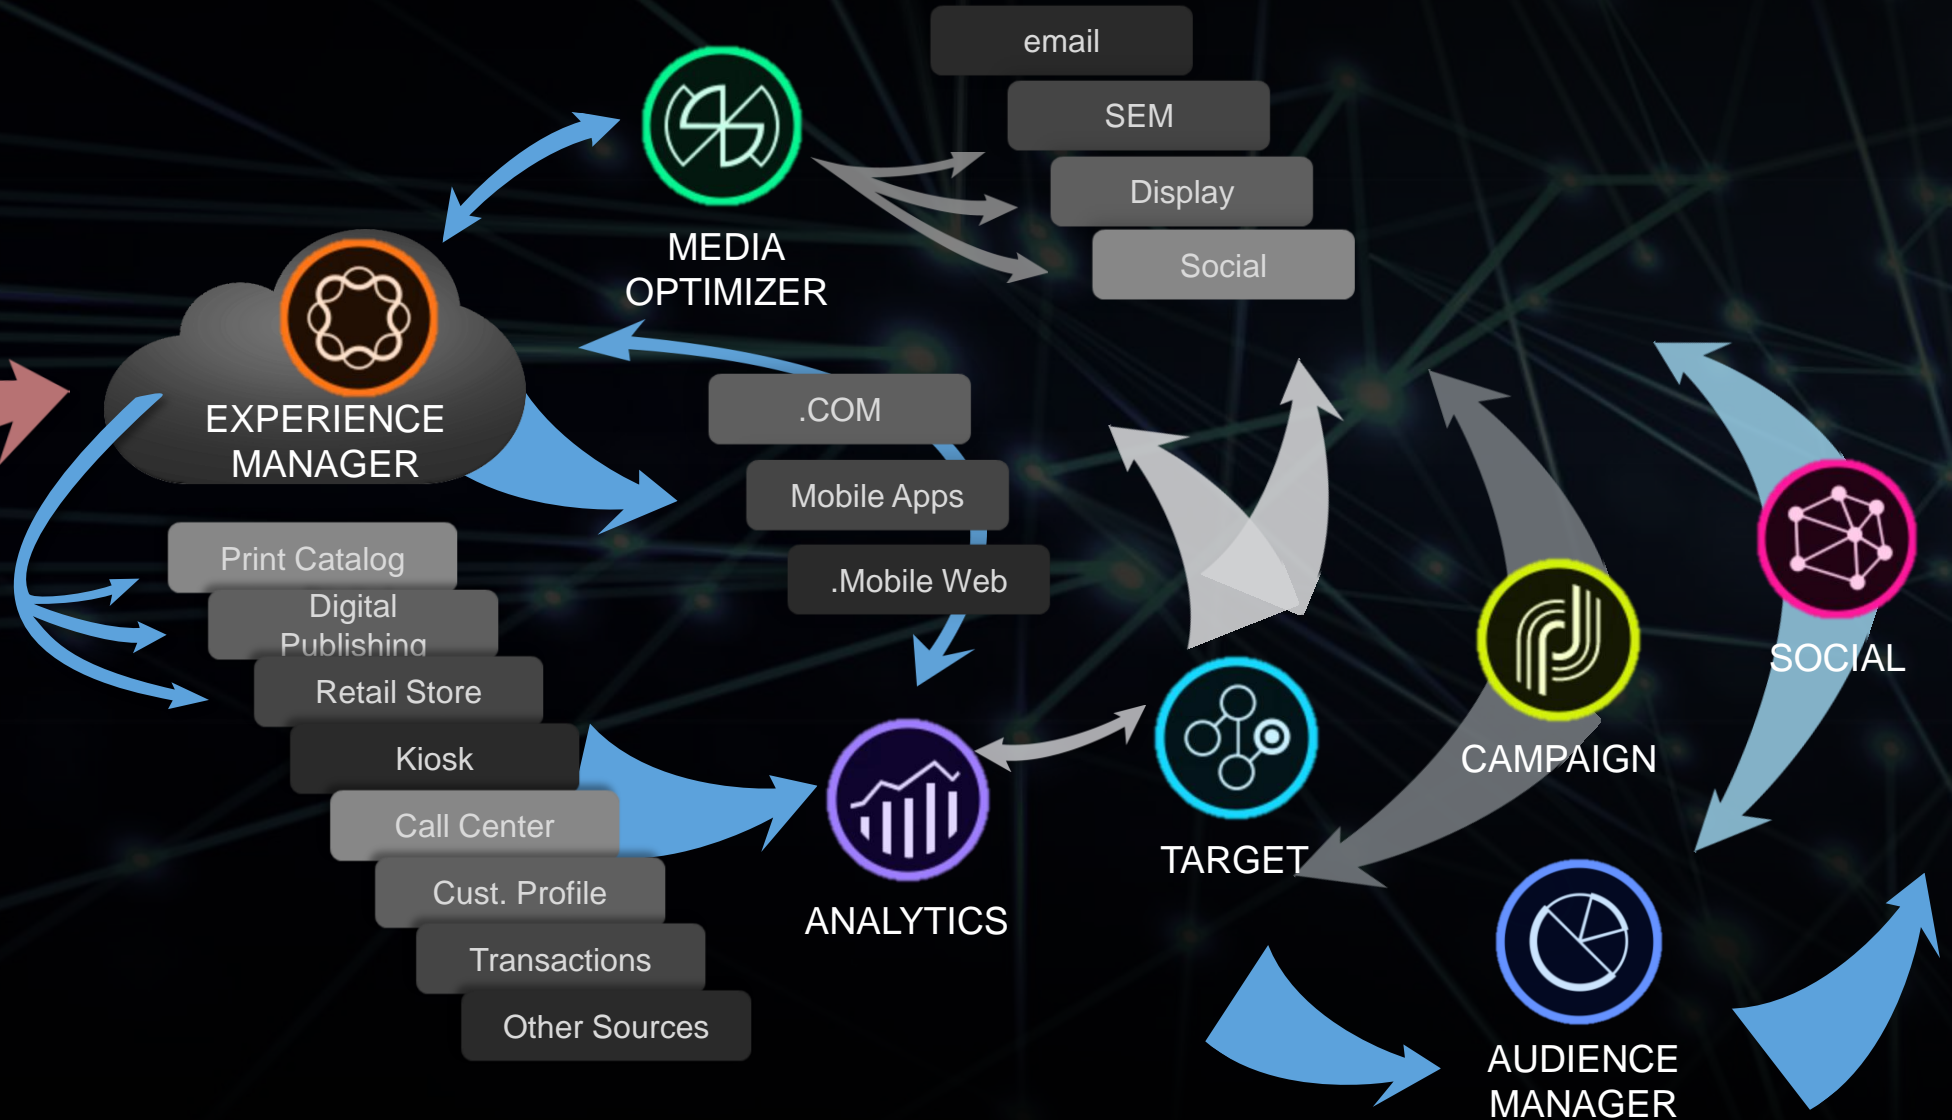 email
SEM
Display
Social
MEDIA
OPTIMIZER
EXPERIENCE
MANAGER
.COM
Mobile Apps
.Mobile Web
Print Catalog
Digital
Publishing
Retail Store
Kiosk
Call Center
Cust. Profile
Transactions
Other Sources
ANALYTICS
TARGET
CAMPAIGN
SOCIAL
AUDIENCE
MANAGER